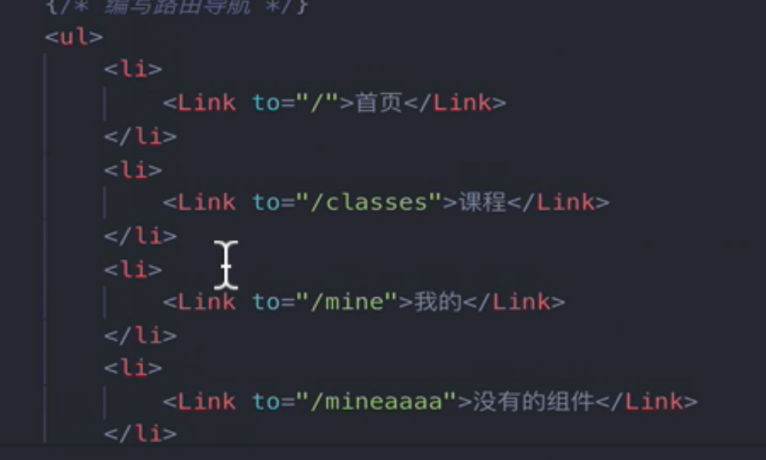 {/* 编写路由导航 */}
<ul>
<li>
<Link to="/">首页</Link>
</li>
<li>
<Link to="/classes">课程</Link>
</li>
<li>
<Link to="/mine">我的</Link>
</li>
<li>
<Link to="/mineaaaa">没有的组件</Link>
</li>